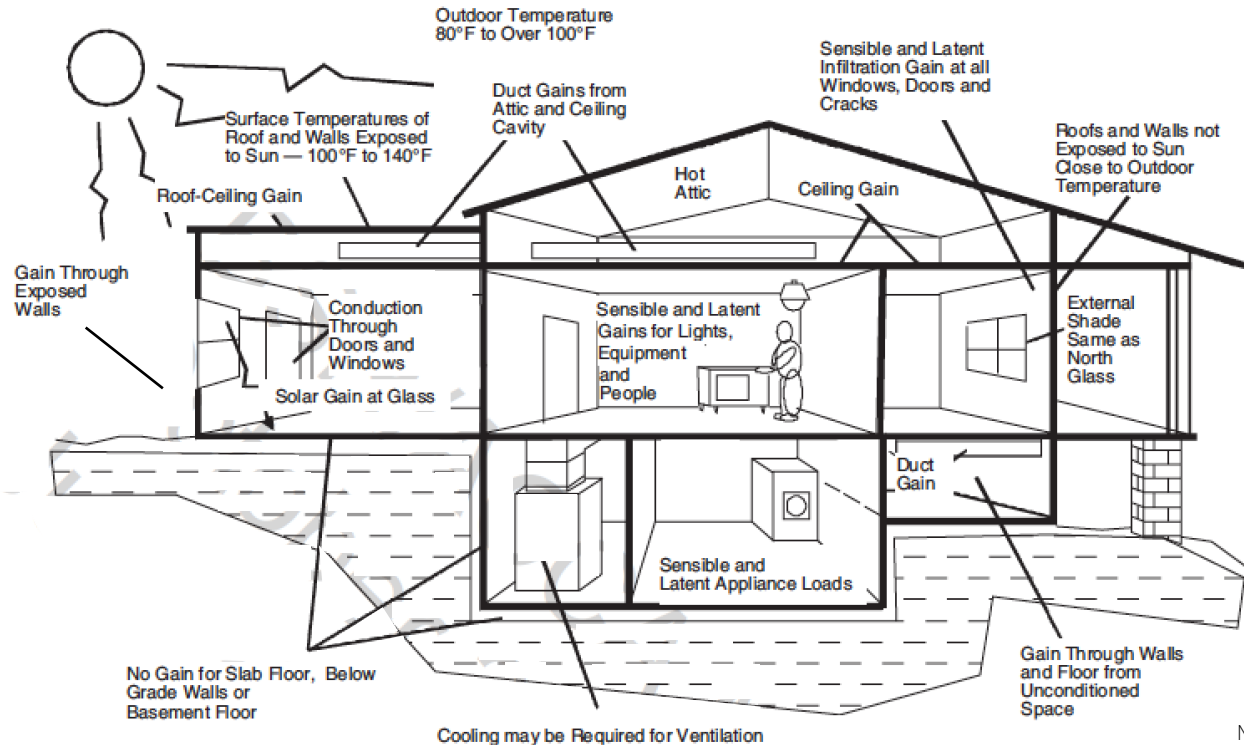 Outdoor Temperature
80°F to Over 100°F
Sensible and Latent
Infiltration Gain at all
Windows, Doors and
Cracks
Duct Gains from
Attic and Ceiling
Cavity
Surface Temperatures of
Roof and Walls Exposed
to Sun — 100°F to 140°F
Roofs and Walls not
Exposed to Sun
Close to Outdoor
Temperature
Hot
Attic
Ceiling Gain
Roof-Ceiling Gain
Gain Through
Exposed
Walls
Conduction
Through
Doors and
Windows
Solar Gain at Glass
Sensible and Latent
Gains for Lights,
Equipment
and
People
External
Shade
Same as
North
Glass
Duct
Gain
Sensible and
Latent Appliance Loads
No Gain for Slab Floor, Below
Grade Walls or
Basement Floor
Gain Through Walls
and Floor from
Unconditioned
Space
Cooling may be Required for Ventilation
N